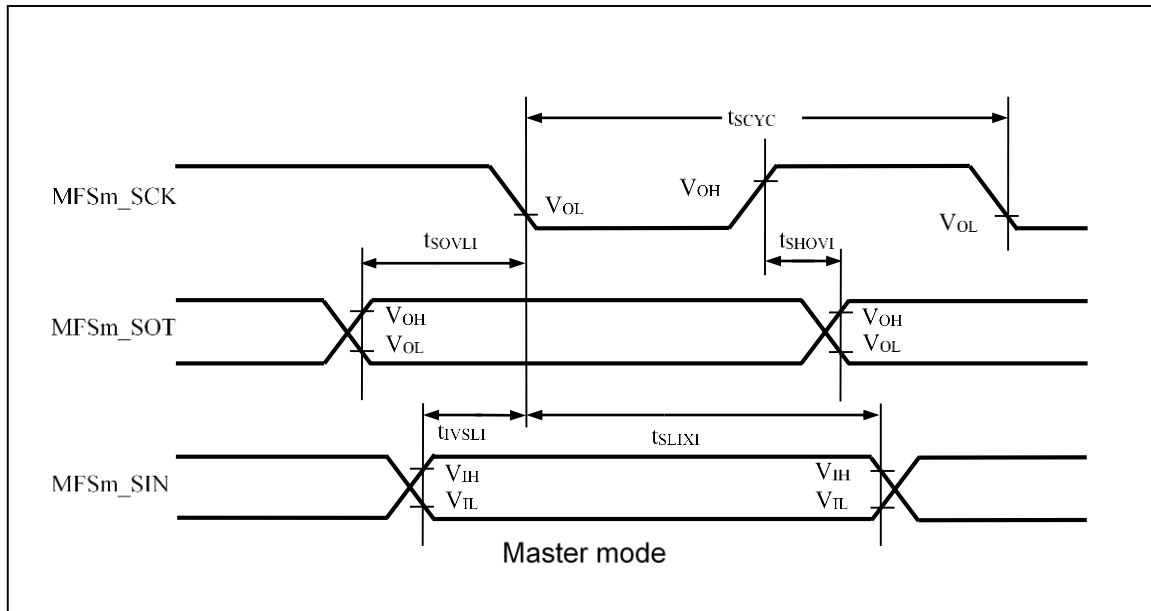 tSCYC
MFSm_SCK
VOL
VOH
VOL
tSOVLI
tSHOVI
MFSm_SOT
VOH
VOL
VOH
VOL
tIVSLI
tSLIXI
MFSm_SIN
VIH
VIL
VIH
VIL
Master mode